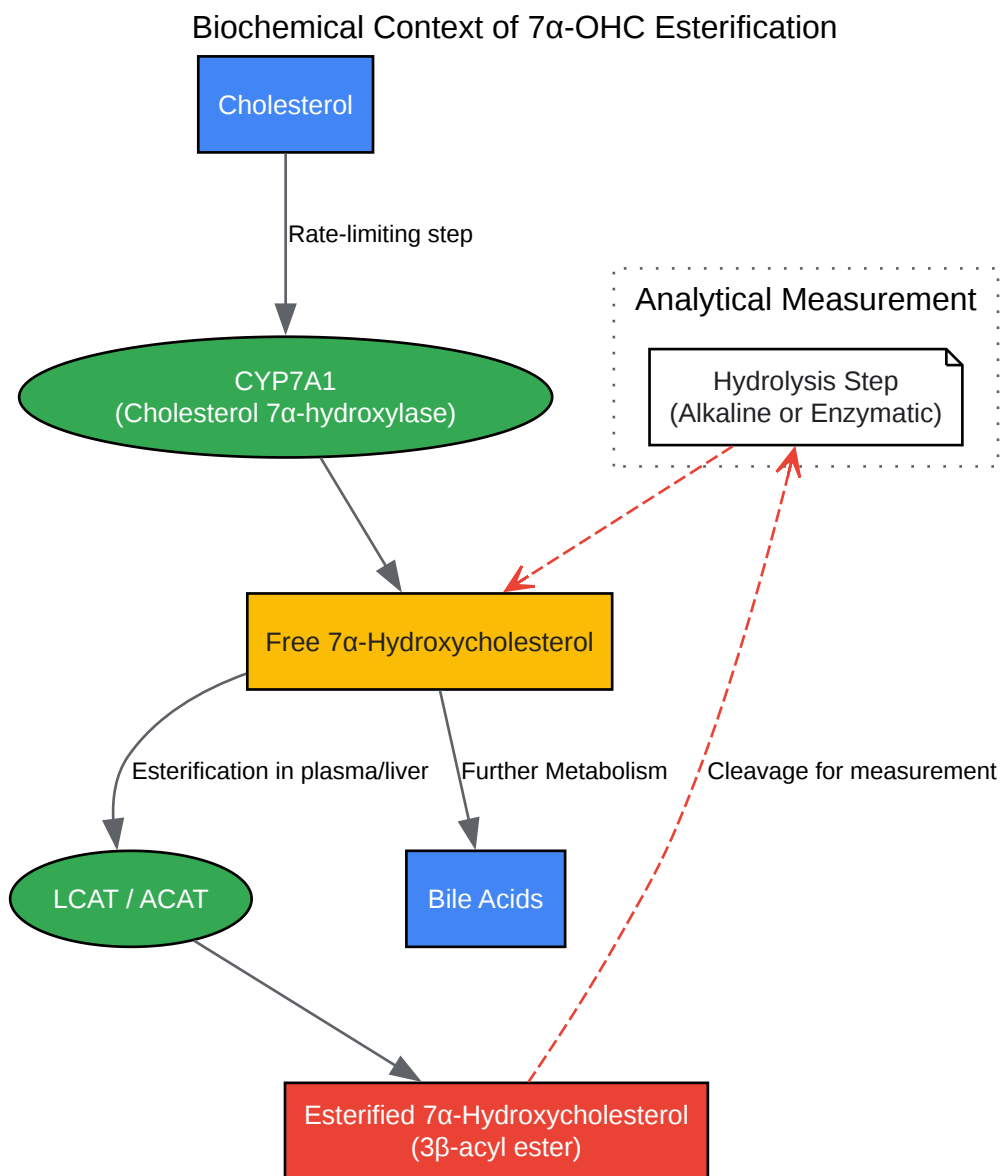 Biochemical Context of 7α-OHC Esterification
Cholesterol
Rate-limiting step
Analytical Measurement
Hydrolysis Step
(Alkaline or Enzymatic)
CYP7A1
(Cholesterol 7α-hydroxylase)
Free 7α-Hydroxycholesterol
Esterification in plasma/liver
Further Metabolism
Cleavage for measurement
LCAT / ACAT
Bile Acids
Esterified 7α-Hydroxycholesterol
(3β-acyl ester)